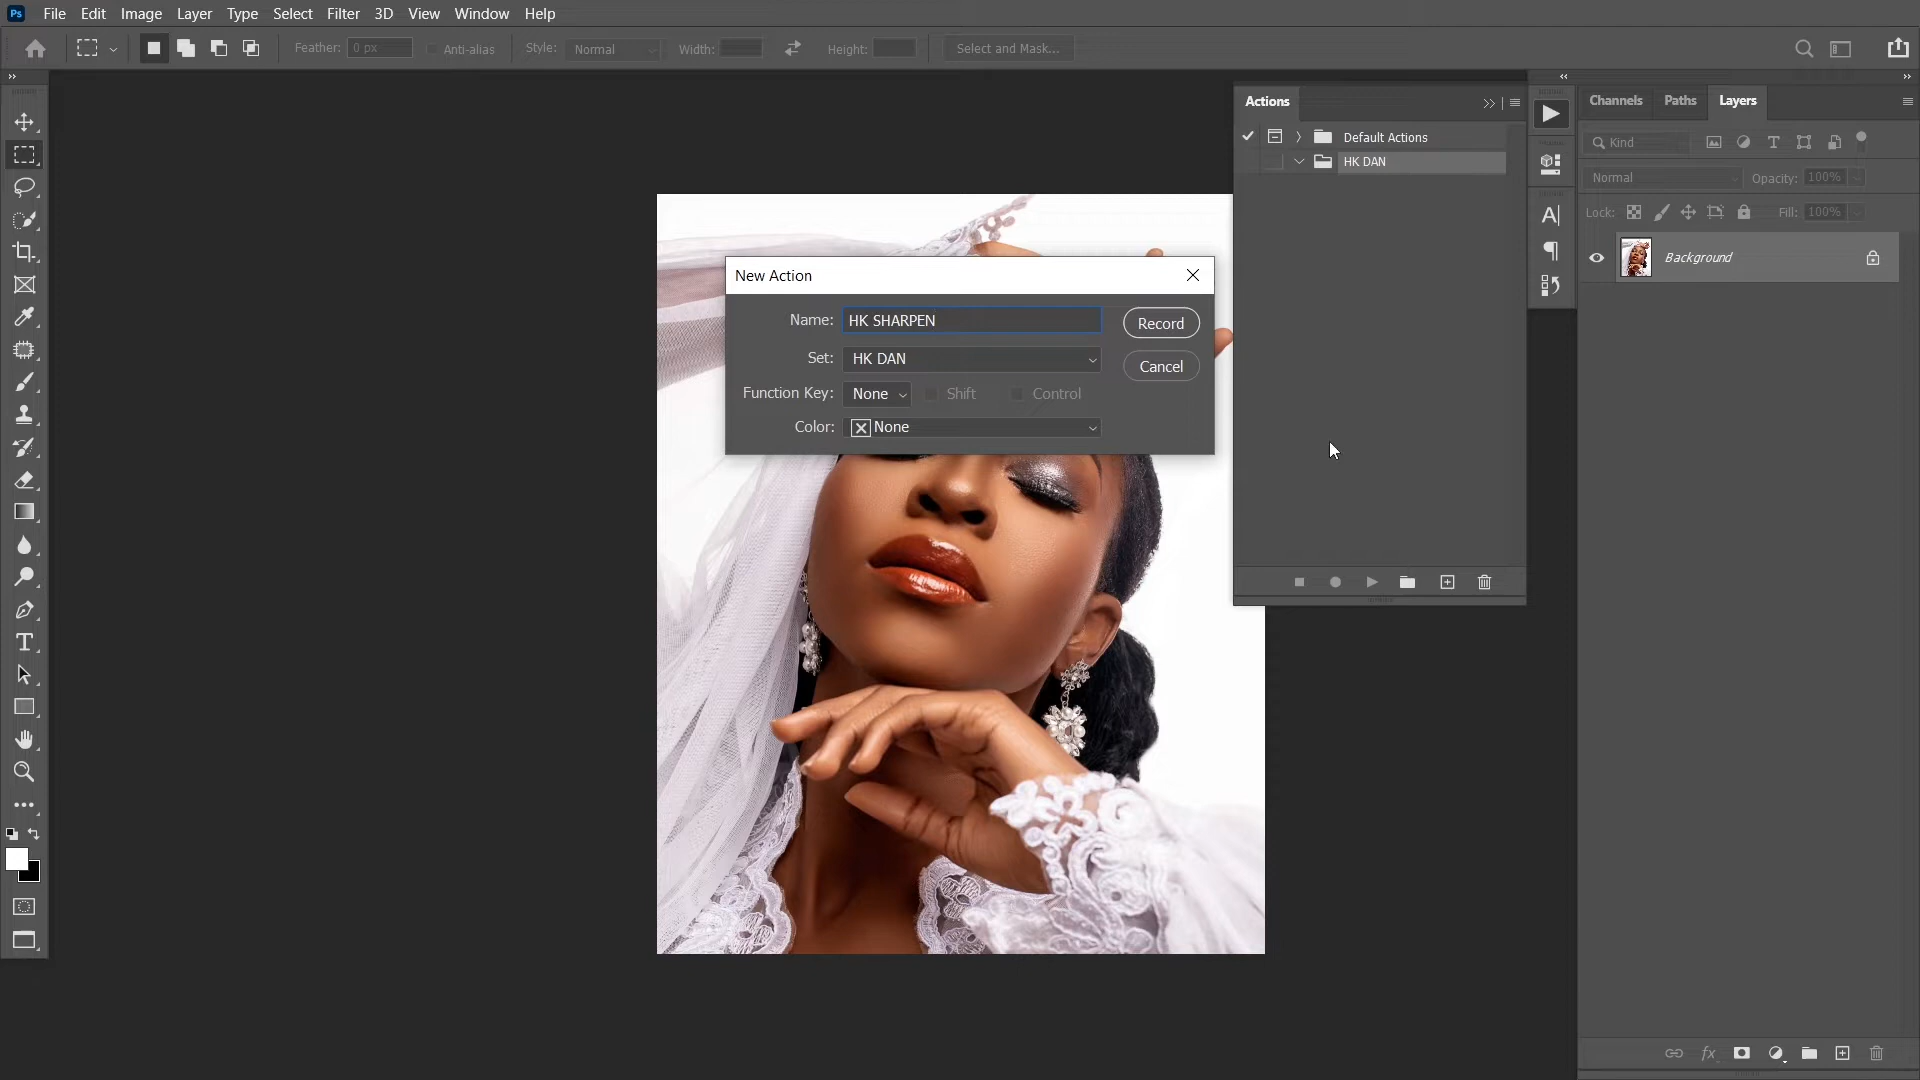 Ps File Edit Image Layer Type Select Filter 3D View Window Help
Feather: 0 px Anti-alias Style: Normal Width: Height: Select and Mask...
Actions
Default Actions
HK DAN
Channels Paths Layers
Kind
Normal Opacity: 100%
Lock: Fill: 100%
Background
New Action
Name: HK SHARPEN Record
Set: HK DAN Cancel
Function Key: None Shift Control
Color: None